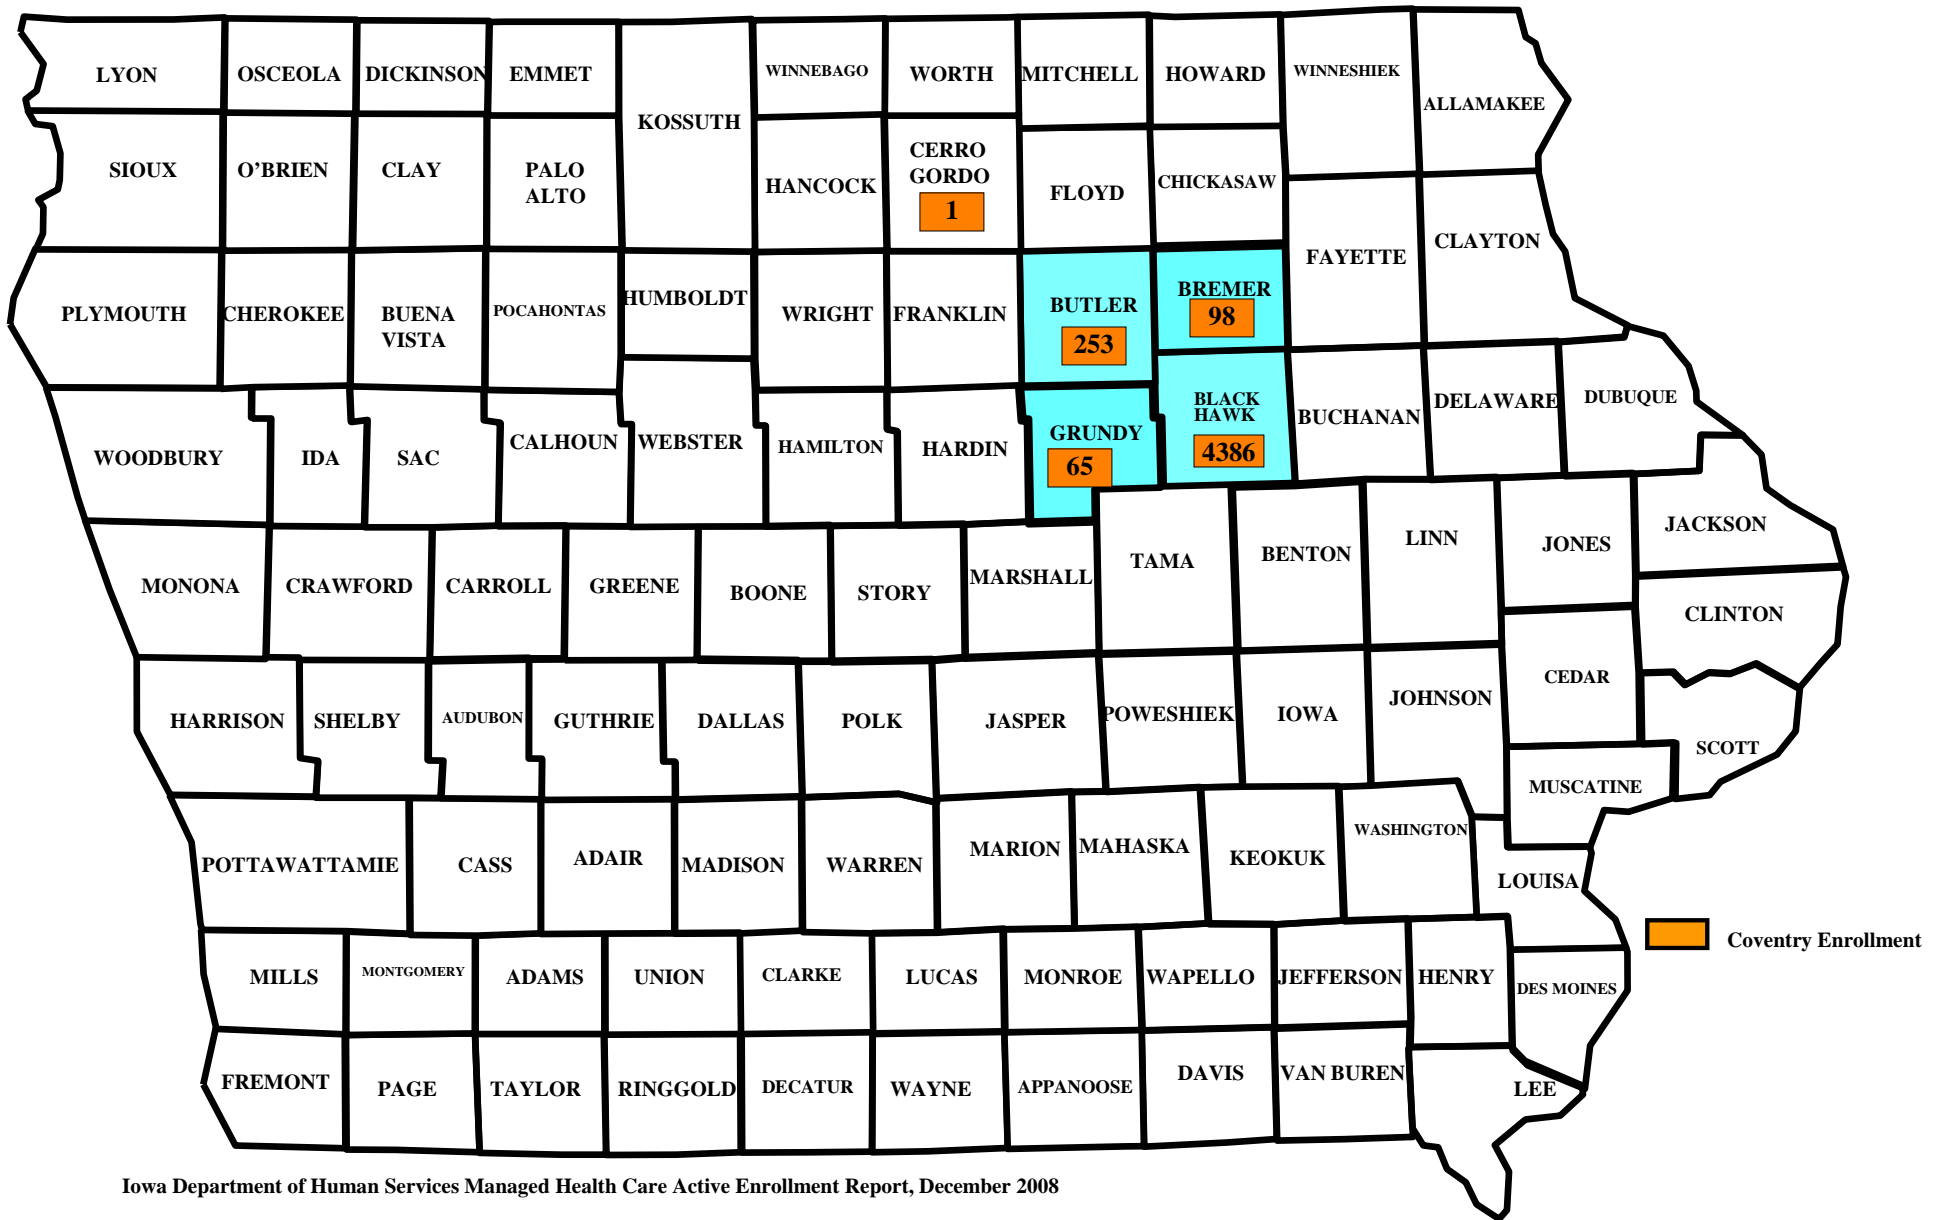 LYON
OSCEOLA
DICKINSON
EMMET
KOSSUTH
WINNEBAGO
WORTH
MITCHELL
HOWARD
WINNESHIEK
ALLAMAKEE
SIOUX
O’BRIEN
CLAY
PALO
ALTO
HANCOCK
CERRO
GORDO
1
FLOYD
CHICKASAW
FAYETTE
CLAYTON
PLYMOUTH
CHEROKEE
BUENA
VISTA
POCAHONTAS
HUMBOLDT
WRIGHT
FRANKLIN
BUTLER
253
BREMER
98
WOODBURY
IDA
SAC
CALHOUN
WEBSTER
HAMILTON
HARDIN
GRUNDY
65
BLACK
HAWK
4386
BUCHANAN
DELAWARE
DUBUQUE
MONONA
CRAWFORD
CARROLL
GREENE
BOONE
STORY
MARSHALL
TAMA
BENTON
LINN
JONES
JACKSON
CLINTON
HARRISON
SHELBY
AUDUBON
GUTHRIE
DALLAS
POLK
JASPER
POWESHIEK
IOWA
JOHNSON
CEDAR
SCOTT
MUSCATINE
POTTAWATTAMIE
CASS
ADAIR
MADISON
WARREN
MARION
MAHASKA
KEOKUK
WASHINGTON
LOUISA
Coventry Enrollment
MILLS
MONTGOMERY
ADAMS
UNION
CLARKE
LUCAS
MONROE
WAPELLO
JEFFERSON
HENRY
DES MOINES
FREMONT
PAGE
TAYLOR
RINGGOLD
DECATUR
WAYNE
APPANOOSE
DAVIS
VAN BUREN
LEE
Iowa Department of Human Services Managed Health Care Active Enrollment Report, December 2008